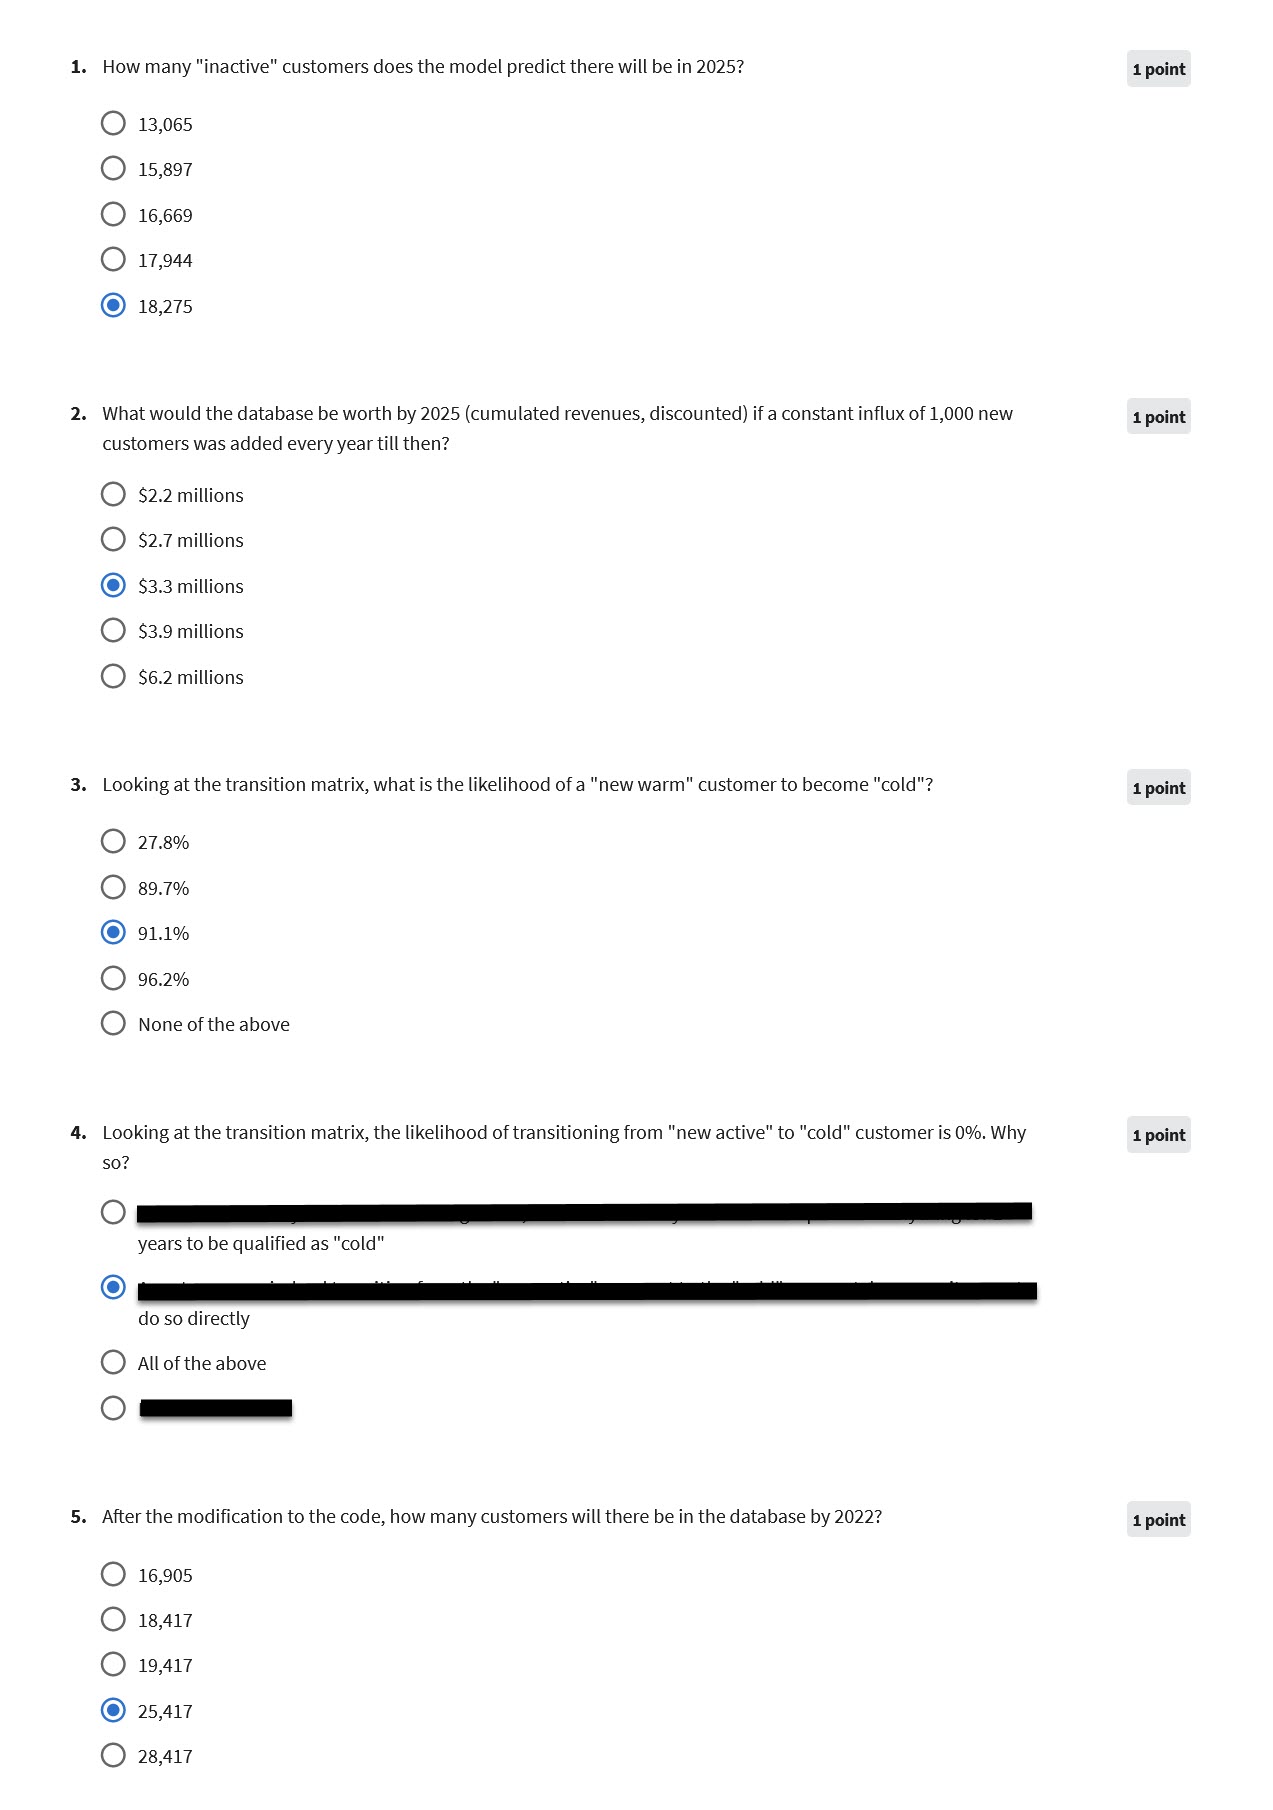 1. How many "inactive" customers does the model predict there will be in 2025?
1 point
13,065
15,897
16,669
17,944
18,275
2. What would the database be worth by 2025 (cumulated revenues, discounted) if a constant influx of 1,000 new
1 point
customers was added every year till then?
$2.2 millions
$2.7 millions
$3.3 millions
$3.9 millions
$6.2 millions
3. Looking at the transition matrix, what is the likelihood of a "new warm" customer to become "cold"?
1 point
27.8%
89.7%
91.1%
96.2%
None of the above
4. Looking at the transition matrix, the likelihood of transitioning from "new active" to "cold" customer is 0%. Why
1 point
so?
years to be qualified as "cold"
do so directly
All of the above
5. After the modification to the code, how many customers will there be in the database by 2022?
1 point
16,905
18,417
19,417
25,417
28,417